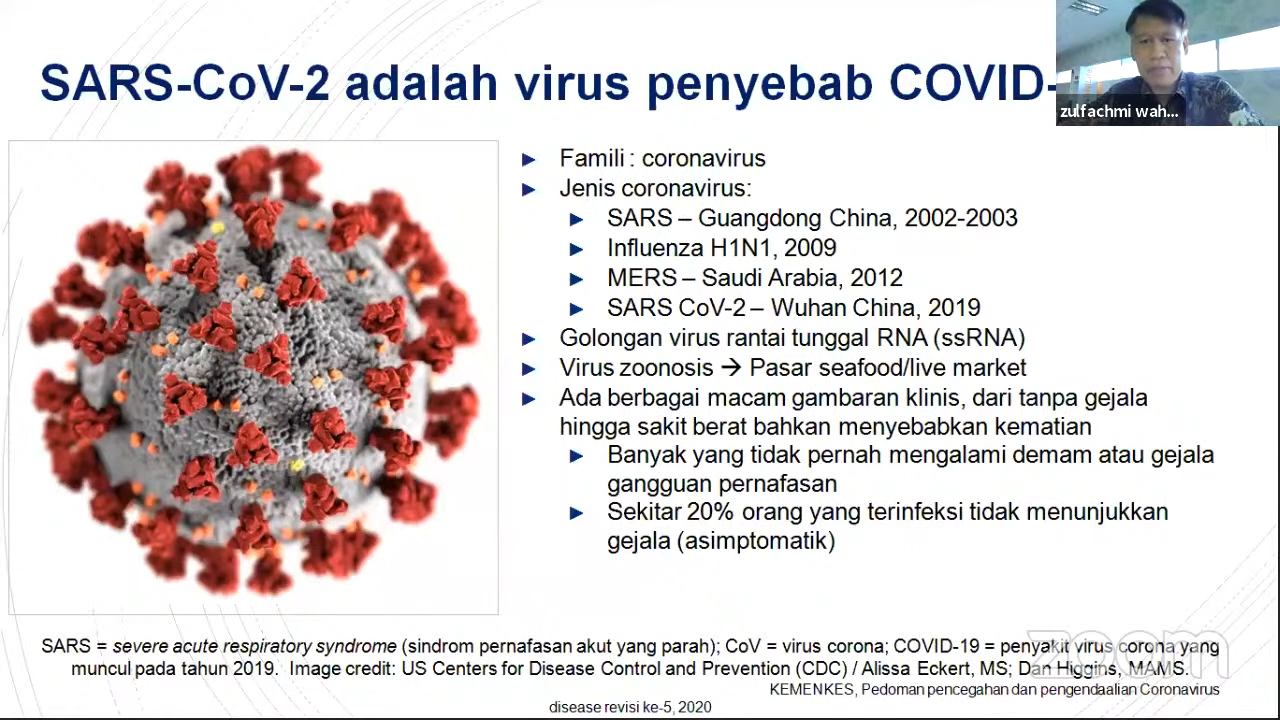 SARS-CoV-2 adalah virus penyebab COVID-
zulfachmi wah...
Famili : coronavirus
Jenis coronavirus:
SARS – Guangdong China, 2002-2003
Influenza H1N1, 2009
MERS – Saudi Arabia, 2012
SARS CoV-2 – Wuhan China, 2019
Golongan virus rantai tunggal RNA (ssRNA)
Virus zoonosis → Pasar seafood/live market
Ada berbagai macam gambaran klinis, dari tanpa gejala
hingga sakit berat bahkan menyebabkan kematian
Banyak yang tidak pernah mengalami demam atau gejala
gangguan pernafasan
Sekitar 20% orang yang terinfeksi tidak menunjukkan
gejala (asimptomatik)
SARS = severe acute respiratory syndrome (sindrom pernafasan akut yang parah); CoV = virus corona; COVID-19 = penyakit virus corona yang
muncul pada tahun 2019. Image credit: US Centers for Disease Control and Prevention (CDC) / Alissa Eckert, MS; Dan Higgins, MAMS.
zoom
KEMENKES, Pedoman pencegahan dan pengendaalian Coronavirus
disease revisi ke-5, 2020